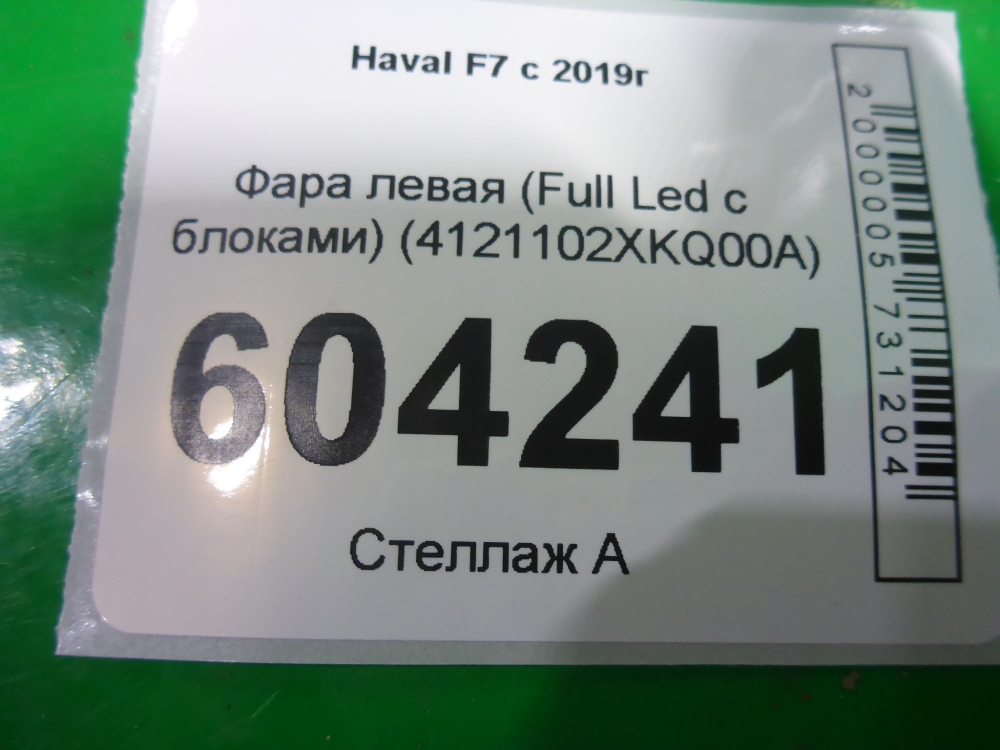 Haval F7 с 2019г
Фара левая (Full Led с
блоками) (4121102XKQ00A)
604241
Стеллаж А
2000005731204